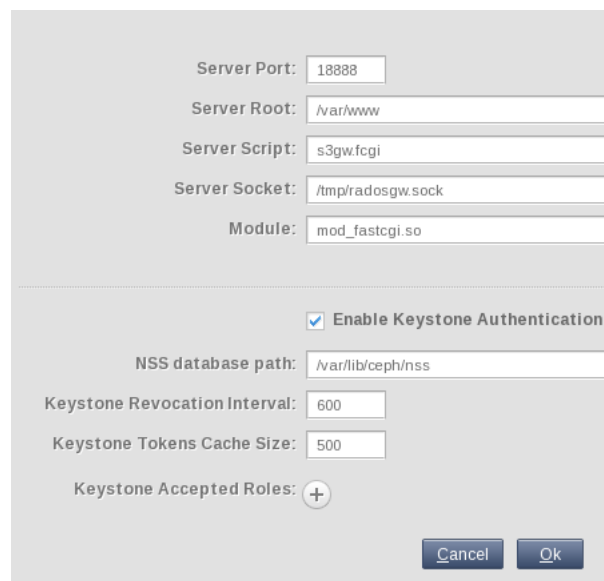 Server Port: 18888
Server Root: /var/www
Server Script: s3gw.fcgi
Server Socket: /tmp/radosgw.sock
Module: mod_fastcgi.so
Enable Keystone Authentication
NSS database path: /var/lib/ceph/nss
Keystone Revocation Interval: 600
Keystone Tokens Cache Size: 500
Keystone Accepted Roles:
Cancel Ok